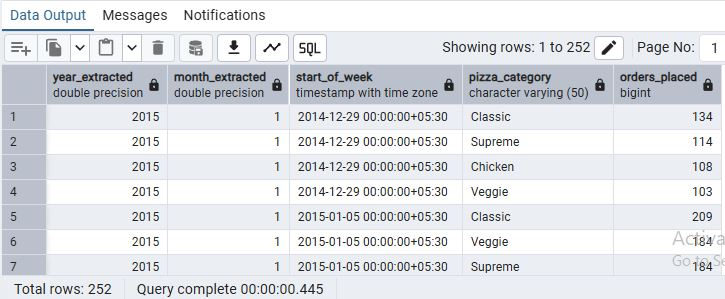 Data Output Messages Notifications
SQL Showing rows: 1 to 252 Page No: 1
year_extracted month_extracted start_of_week pizza_category orders_placed
double precision double precision timestamp with time zone character varying (50) bigint
1 2015 1 2014-12-29 00:00:00+05:30 Classic 134
2 2015 1 2014-12-29 00:00:00+05:30 Supreme 114
3 2015 1 2014-12-29 00:00:00+05:30 Chicken 108
4 2015 1 2014-12-29 00:00:00+05:30 Veggie 103
5 2015 1 2015-01-05 00:00:00+05:30 Classic 209
6 2015 1 2015-01-05 00:00:00+05:30 Veggie 184
7 2015 1 2015-01-05 00:00:00+05:30 Supreme 184
Activa
Go to Se
Total rows: 252 Query complete 00:00:00.445